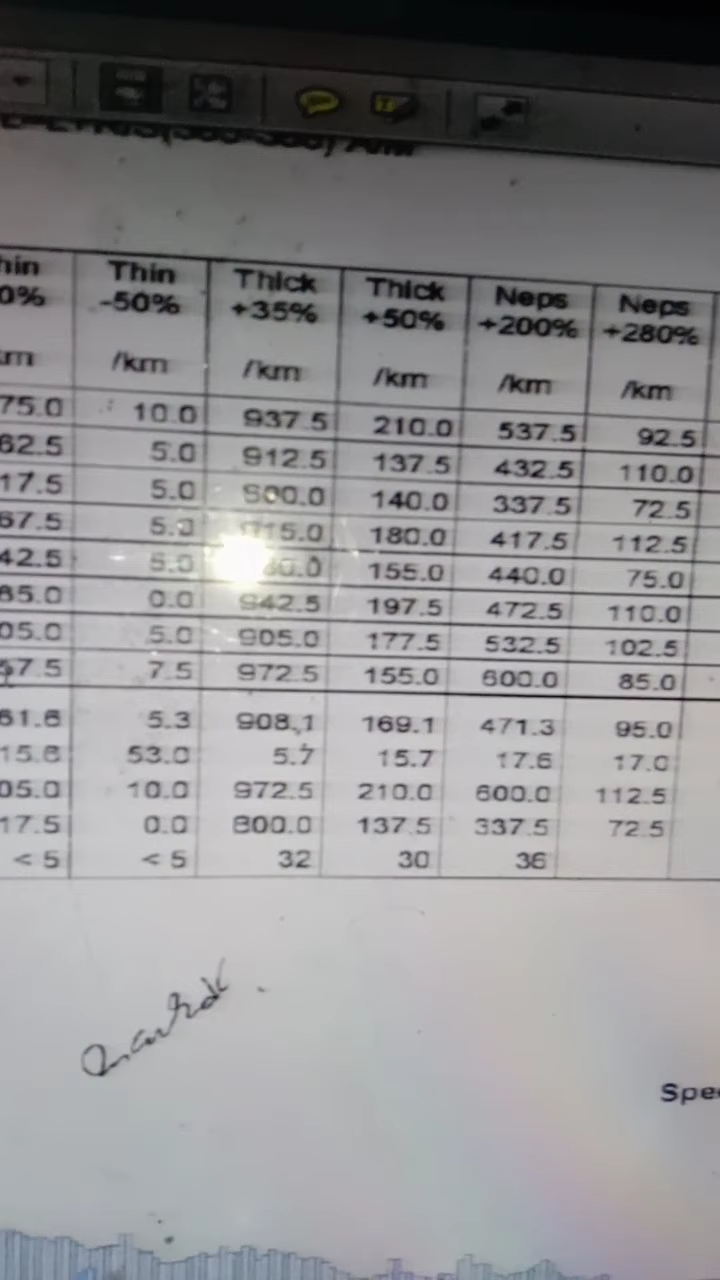 Thin Thick Thick Neps Neps
0% -50% +35% +50% +200% +280%
/km /km /km /km /km
75.0 10.0 937.5 210.0 537.5 92.5
62.5 5.0 912.5 137.5 432.5 110.0
17.5 5.0 800.0 140.0 337.5 72.5
67.5 5.0 15.0 180.0 417.5 112.5
42.5 5.0 155.0 440.0 75.0
85.0 0.0 942.5 197.5 472.5 110.0
05.0 5.0 905.0 177.5 532.5 102.5
67.5 7.5 972.5 155.0 600.0 85.0
61.6 5.3 908.1 169.1 471.3 95.0
15.6 53.0 5.7 15.7 17.6 17.0
05.0 10.0 972.5 210.0 600.0 112.5
17.5 0.0 800.0 137.5 337.5 72.5
< 5 < 5 32 30 36
Spe